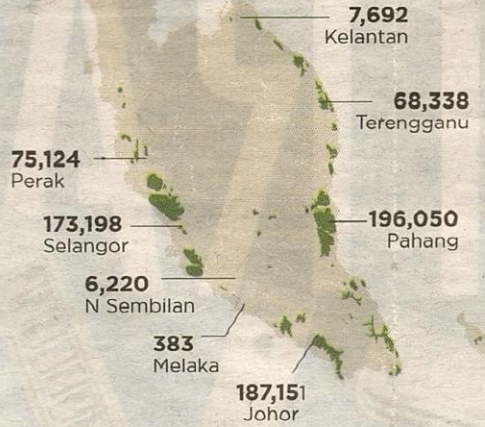 7,692
Kelantan
68,338
Terengganu
75,124
Perak
173,198
Selangor
196,050
Pahang
6,220
N Sembilan
383
Melaka
187,151
Johor